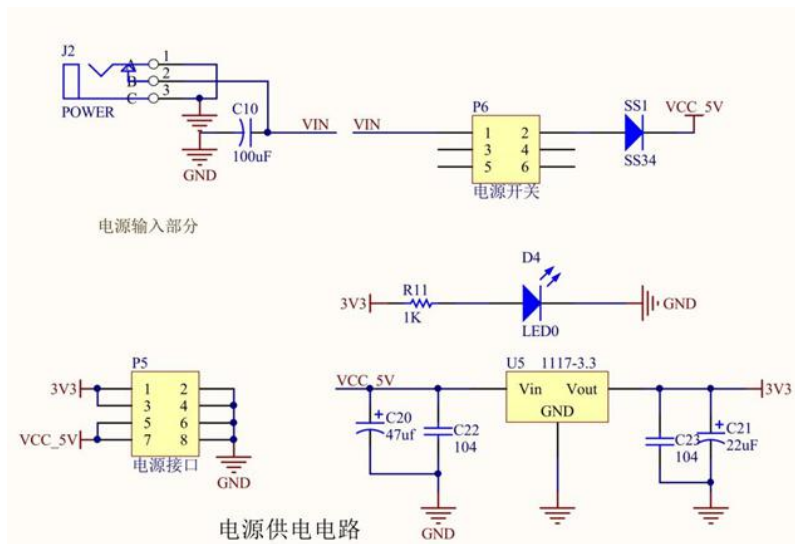 J2
A 1
B 2
C 3
POWER
C10
100uF
GND
VIN
电源输入部分
VIN
P6
1 2
3 4
5 6
电源开关
SS1
SS34
VCC_5V
3V3
R11
1K
D4
LED0
GND
P5
3V3
VCC_5V
1 2
3 4
5 6
7 8
电源接口
GND
VCC_5V
U5 1117-3.3
Vin Vout
GND
C20
47uf
C22
104
GND
C23
104
C21
22uF
3V3
电源供电电路